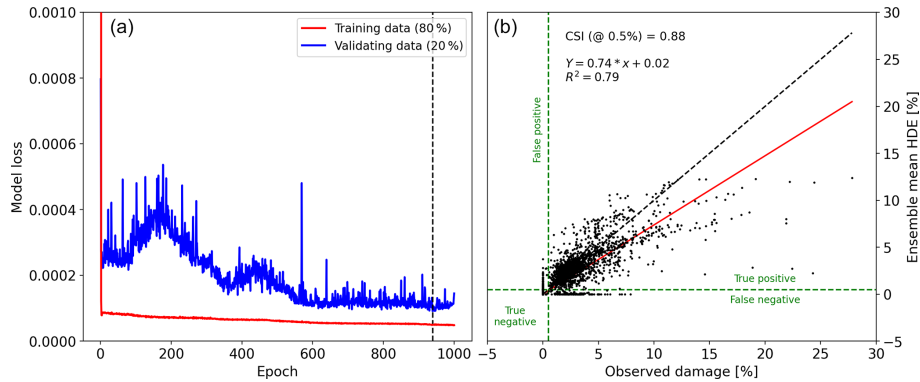 (a)
Training data (80 %)
Validating data (20 %)
0.0010
0.0008
0.0006
0.0004
0.0002
0.0000
Model loss
0
200
400
600
800
1000
Epoch
(b)
CSI (@ 0.5%) = 0.88
Y = 0.74 * x + 0.02
R² = 0.79
False positive
True positive
False negative
True
negative
30
25
20
15
10
5
0
−5
Ensemble mean HDE [%]
−5
0
5
10
15
20
25
30
Observed damage [%]